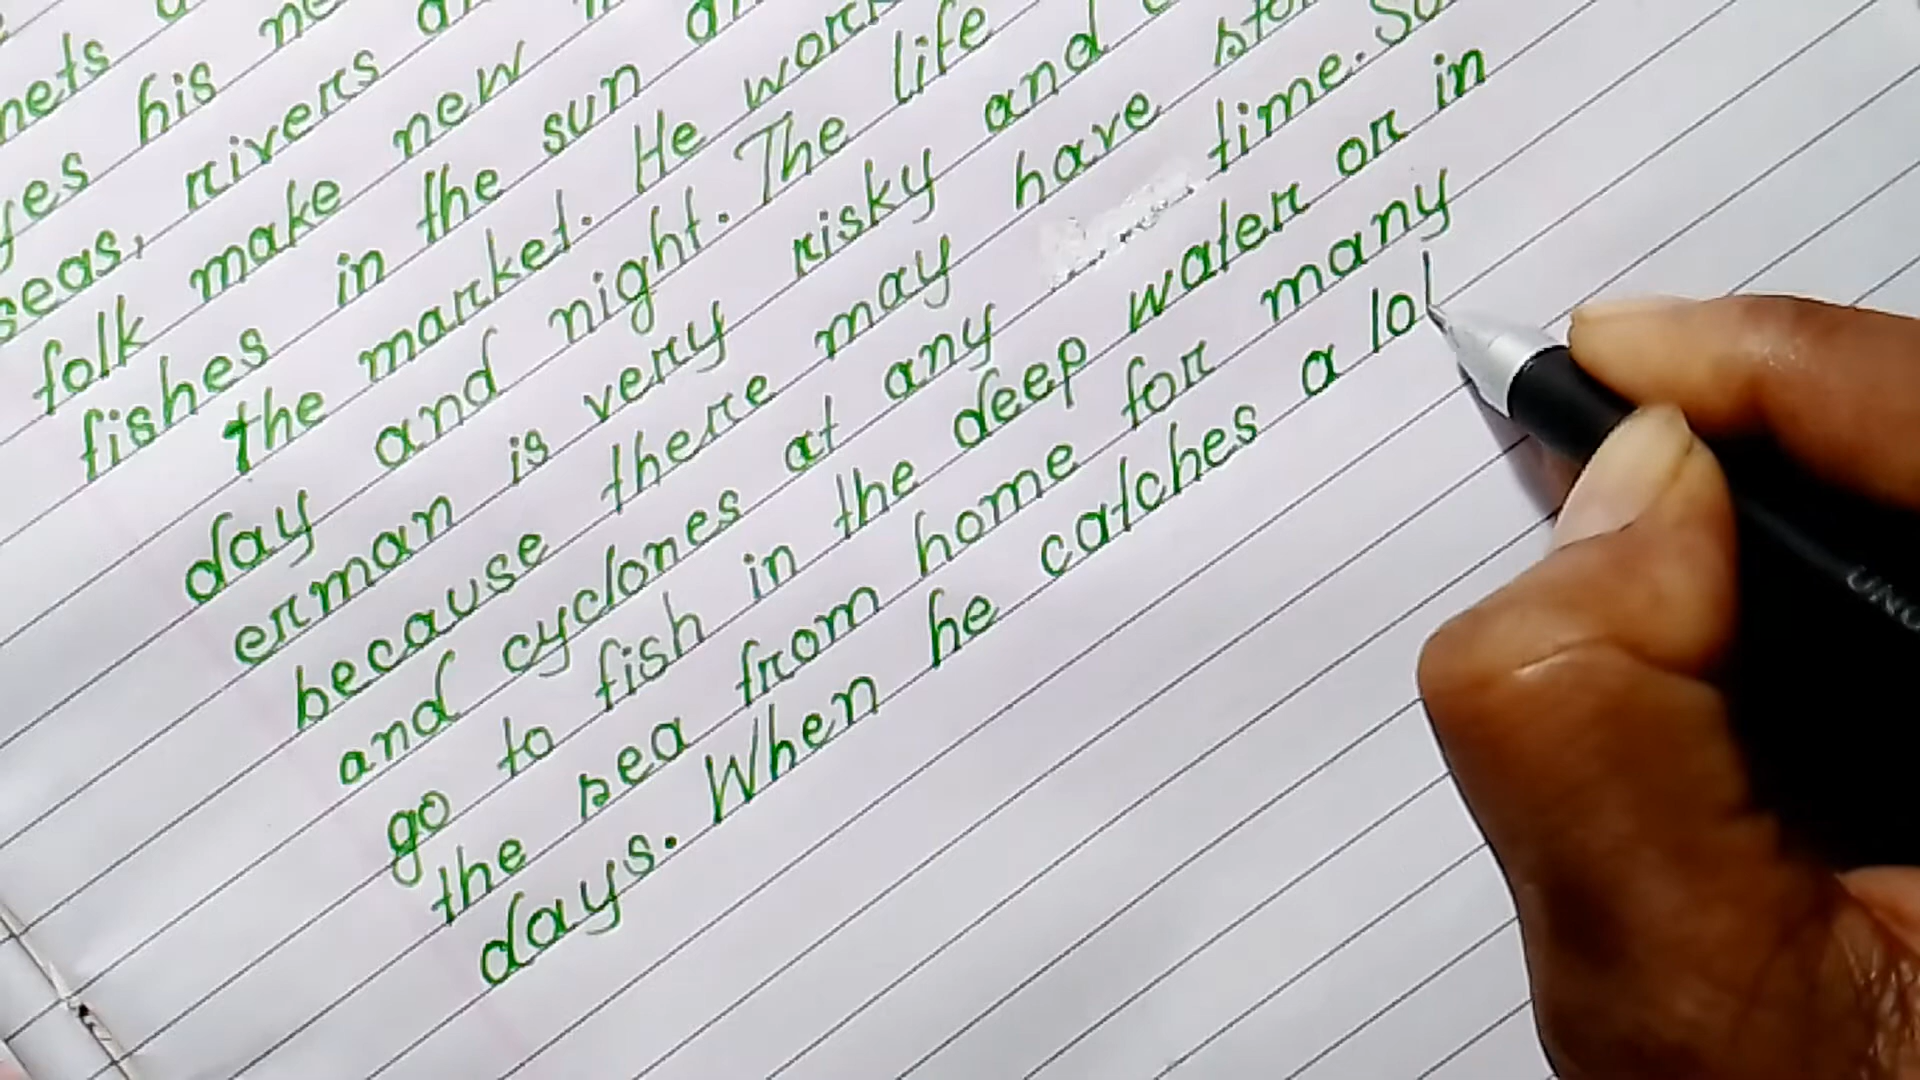 nets
his
seas, rivers
folk make new
fishes in the sun
the market. He
day and night. The life
erman is very risky and
because there may have
and cyclones at any time. So
go to fish in the deep water or in
the sea from home for many
days. When he catches a lot
UNO